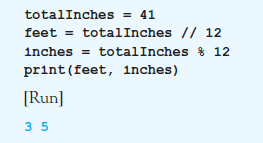 totalInches = 41
feet = totalInches // 12
inches = totalInches % 12
print(feet, inches)
[Run]
3 5